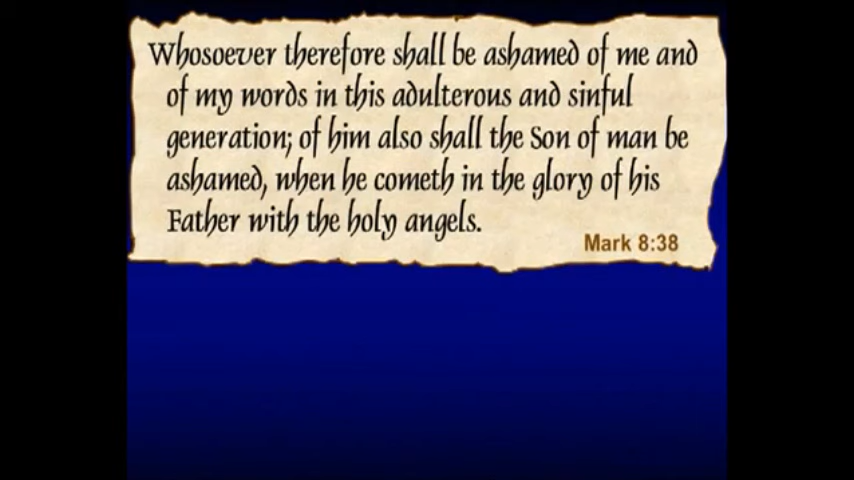 Whosoever therefore shall be ashamed of me and
of my words in this adulterous and sinful
generation; of him also shall the Son of man be
ashamed, when he cometh in the glory of his
Father with the holy angels.
Mark 8:38